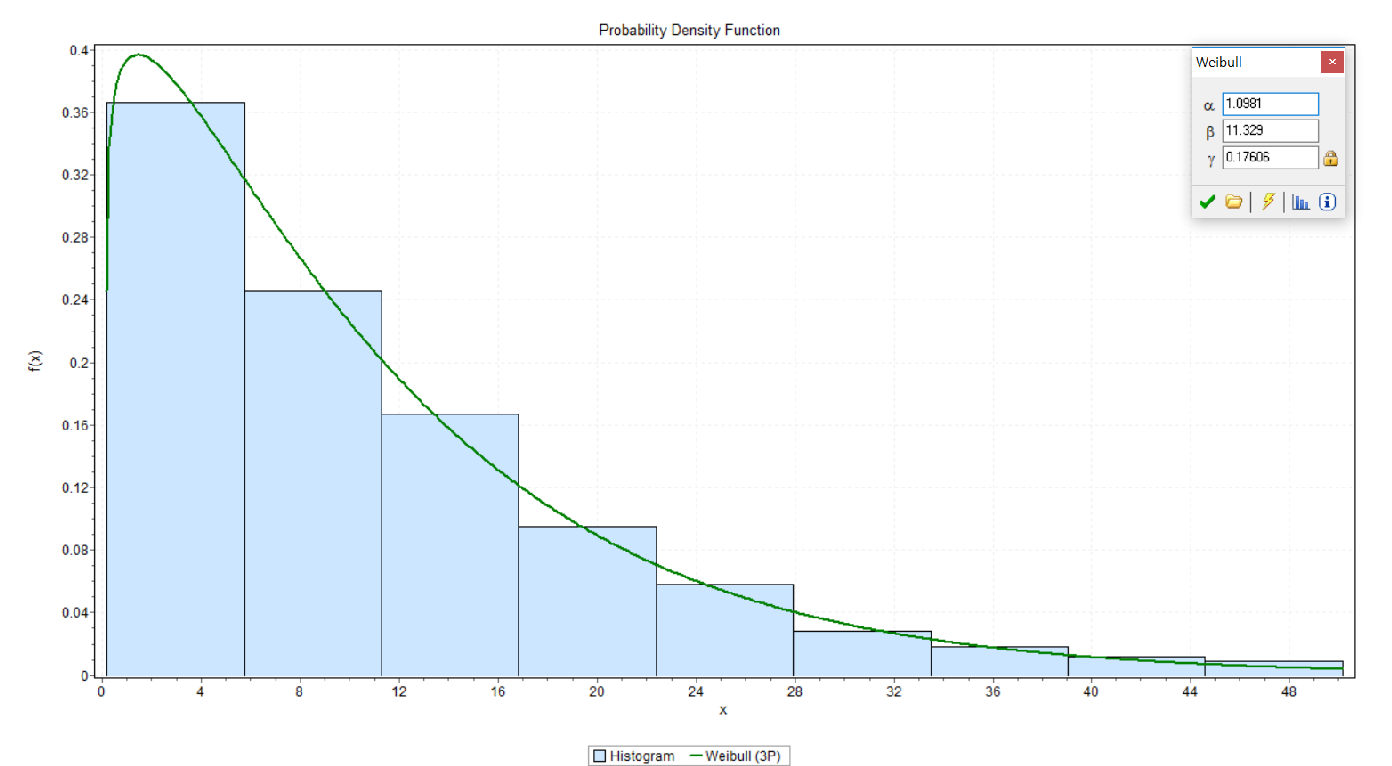 Probability Density Function
Weibull
α 1.0981
β 11.329
γ 0.17606
0.4
0.36
0.32
0.28
0.24
0.2
0.16
0.12
0.08
0.04
0
f(x)
0 4 8 12 16 20 24 28 32 36 40 44 48
x
Histogram Weibull (3P)